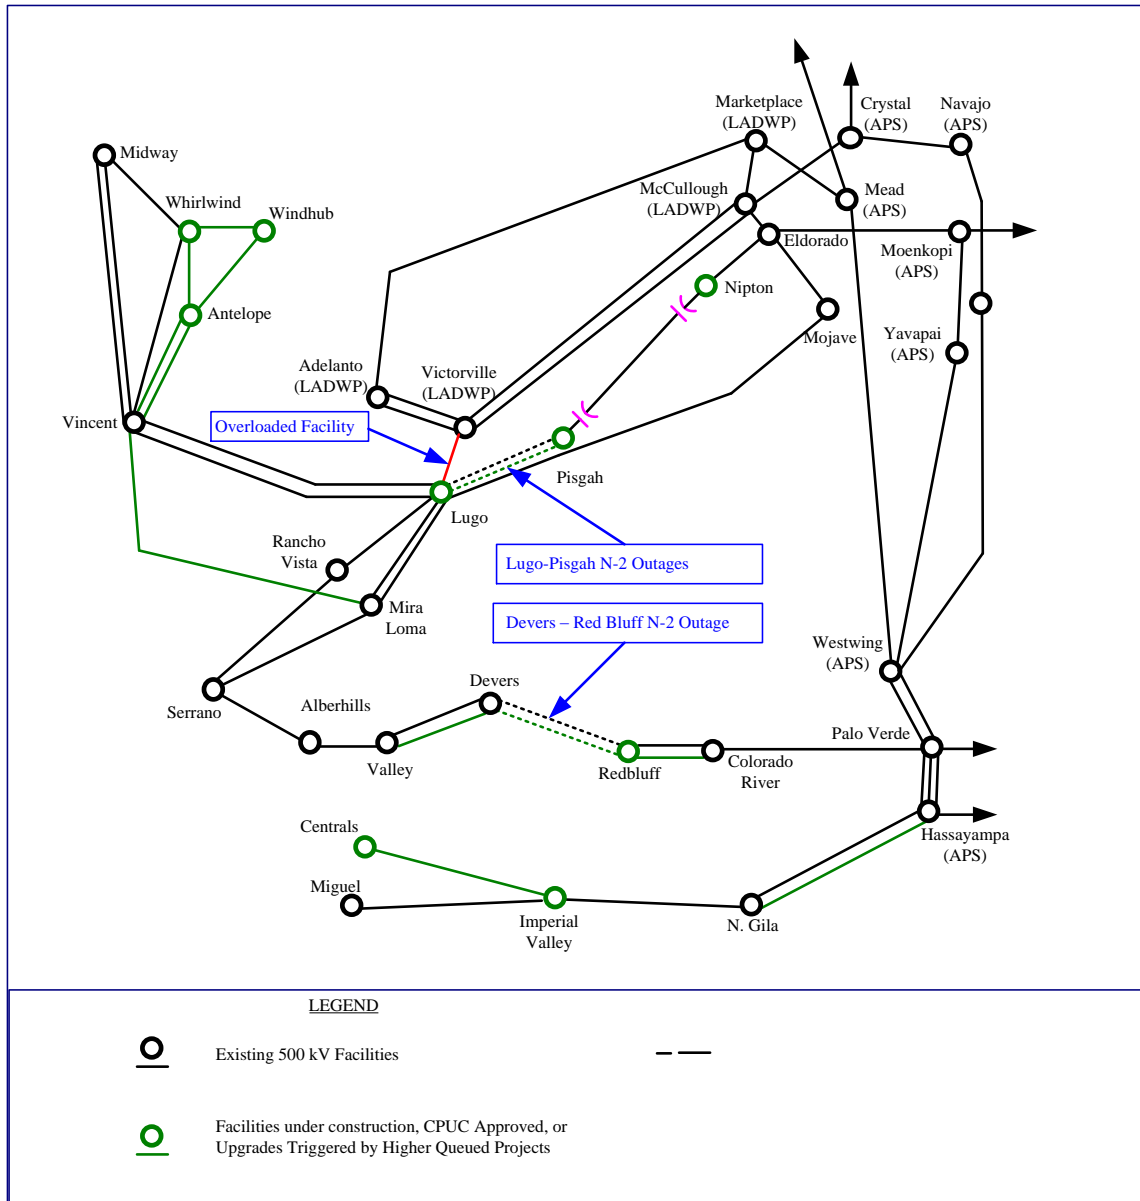 Marketplace
(LADWP)
Crystal
(APS)
Navajo
(APS)
Midway
McCullough
(LADWP)
Mead
(APS)
Whirlwind
Windhub
Eldorado
Moenkopi
(APS)
Nipton
Antelope
Mojave
Yavapai
(APS)
Adelanto
(LADWP)
Victorville
(LADWP)
Vincent
Overloaded Facility
Pisgah
Lugo
Rancho
Vista
Lugo-Pisgah N-2 Outages
Mira
Loma
Devers – Red Bluff N-2 Outage
Westwing
(APS)
Devers
Serrano
Alberhills
Palo Verde
Valley
Redbluff
Colorado
River
Centrals
Hassayampa
(APS)
Miguel
Imperial
Valley
N. Gila
LEGEND
Existing 500 kV Facilities
Facilities under construction, CPUC Approved, or
Upgrades Triggered by Higher Queued Projects